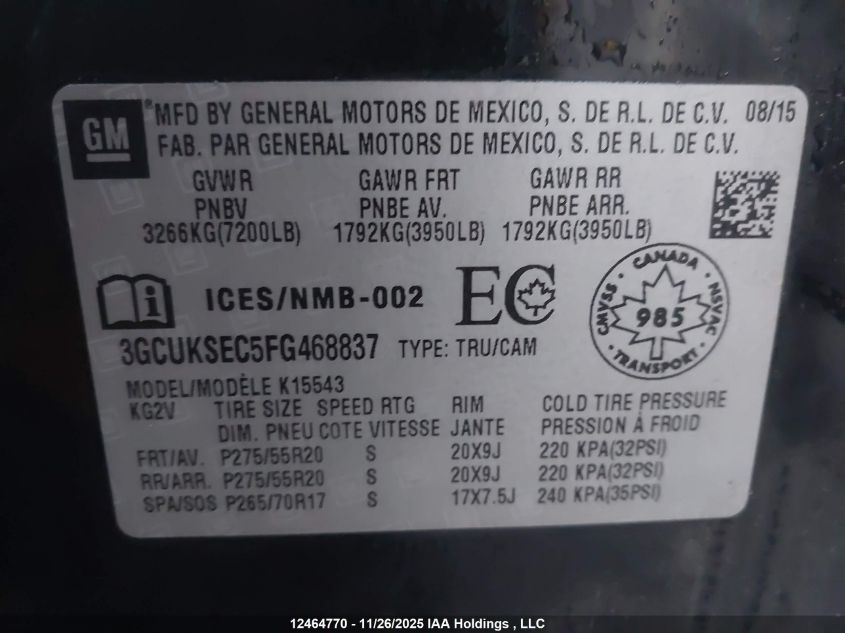 GM
®MFD BY GENERAL MOTORS DE MEXICO, S. DE R.L. DE C.V. 08/15
FAB. PAR GENERAL MOTORS DE MEXICO, S. DE R.L. DE C.V.
GVWR GAWR FRT GAWR RR
PNBV PNBE AV. PNBE ARR.
3266KG(7200LB) 1792KG(3950LB) 1792KG(3950LB)
i ICES/NMB-002 EC
CANADA
CMVSS 985 NSVAC
TRANSPORT
3GCUKSEC5FG468837 TYPE: TRU/CAM
MODEL/MODÈLE K15543
KG2V TIRE SIZE SPEED RTG RIM COLD TIRE PRESSURE
DIM. PNEU COTE VITESSE JANTE PRESSION À FROID
FRT/AV. P275/55R20 S 20X9J 220 KPA(32PSI)
RR/ARR. P275/55R20 S 20X9J 220 KPA(32PSI)
SPA/SOS P265/70R17 S 17X7.5J 240 KPA(35PSI)
12464770 - 11/26/2025 IAA Holdings , LLC